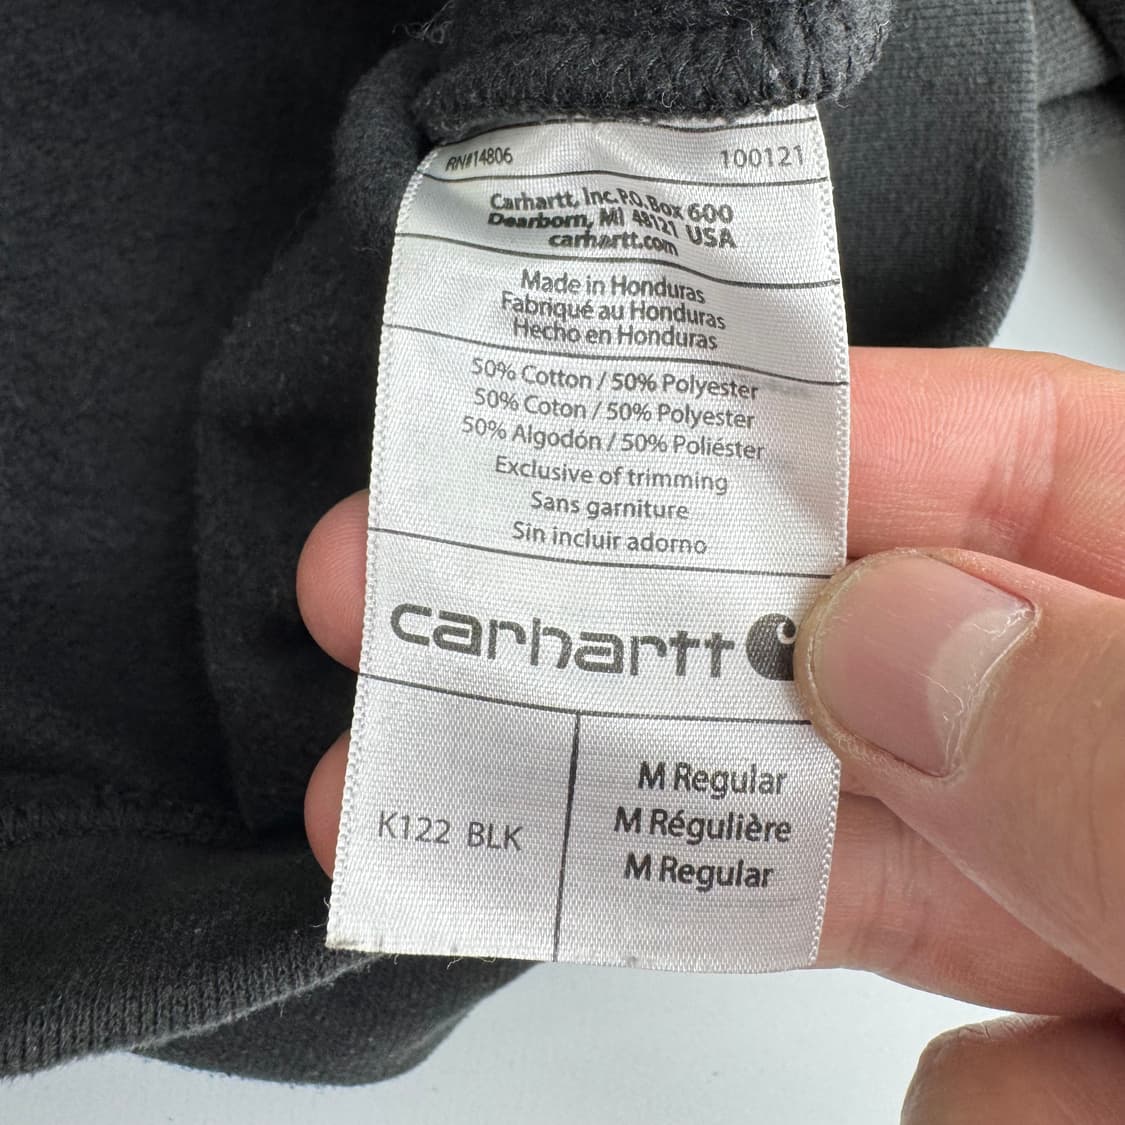 RN#14806 100121
Carhartt, Inc. P.O. Box 600
Dearborn, MI 48121 USA
carhartt.com
Made in Honduras
Fabriqué au Honduras
Hecho en Honduras
50% Cotton / 50% Polyester
50% Coton / 50% Polyester
50% Algodón / 50% Poliéster
Exclusive of trimming
Sans garniture
Sin incluir adorno
carhartt
K122 BLK
M Regular
M Régulière
M Regular